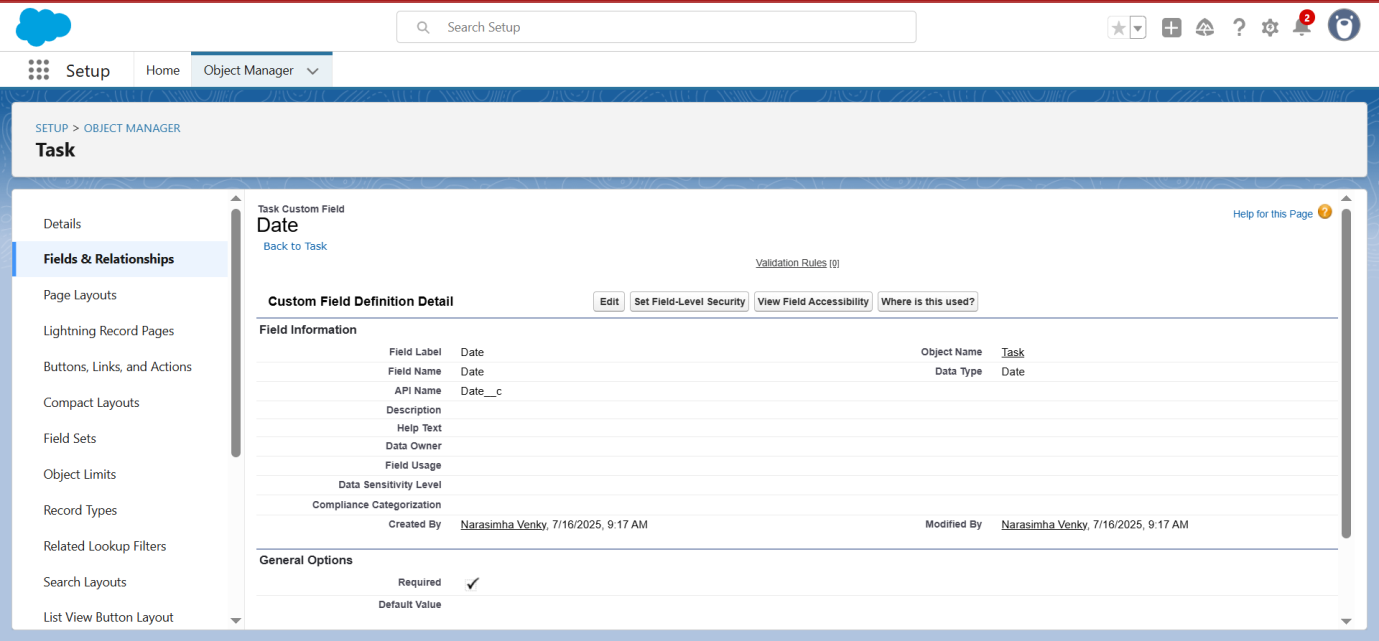 Search Setup
2
Setup
Home
Object Manager
SETUP > OBJECT MANAGER
Task
Details
Fields & Relationships
Page Layouts
Lightning Record Pages
Buttons, Links, and Actions
Compact Layouts
Field Sets
Object Limits
Record Types
Related Lookup Filters
Search Layouts
List View Button Layout
Task Custom Field
Date
Back to Task
Help for this Page ?
Validation Rules [0]
Custom Field Definition Detail
Edit
Set Field-Level Security
View Field Accessibility
Where is this used?
Field Information
Field Label Date Object Name Task
Field Name Date Data Type Date
API Name Date__c
Description
Help Text
Data Owner
Field Usage
Data Sensitivity Level
Compliance Categorization
Created By Narasimha Venky, 7/16/2025, 9:17 AM Modified By Narasimha Venky, 7/16/2025, 9:17 AM
General Options
Required ✓
Default Value